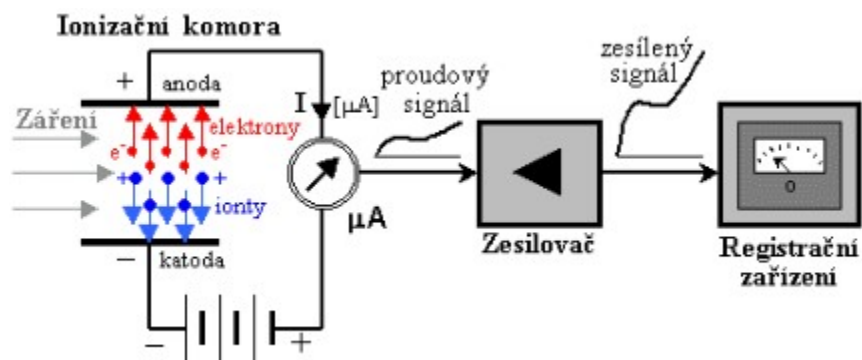 Ionizační komora
+
anoda
Záření
elektrony
e-
e-
+
+
ionty
−
katoda
I
[μA]
μA
−
+
proudový
signál
zesílený
signál
Zesilovač
0
Registrační
zařízení